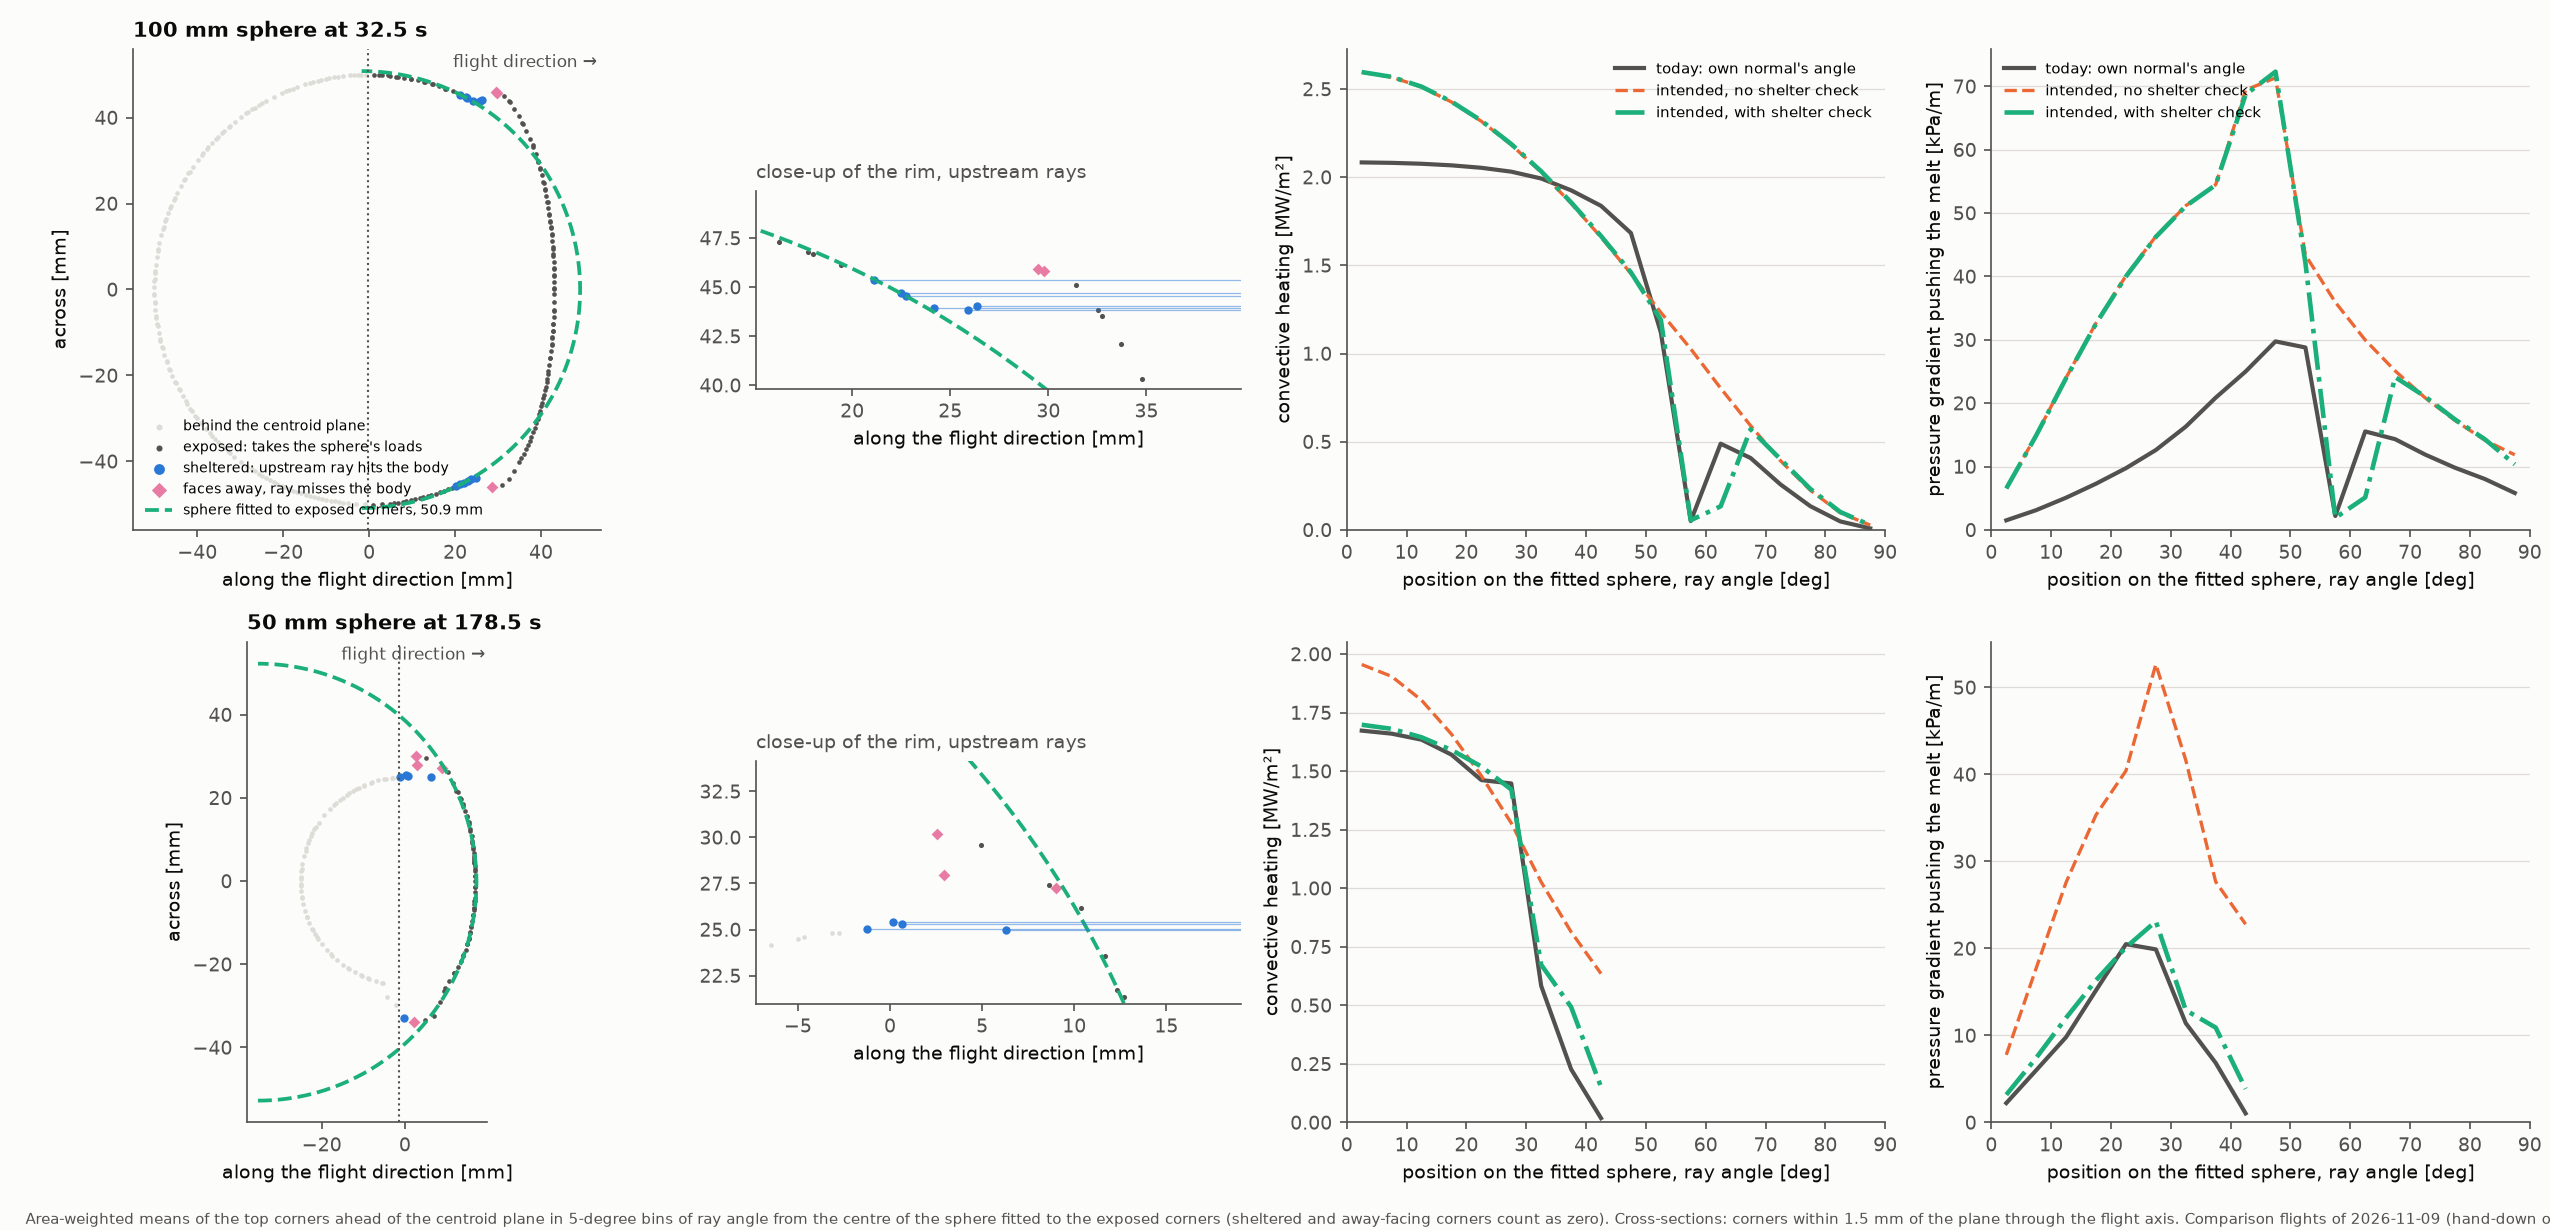 100 mm sphere at 32.5 s
flight direction →
across [mm]
40
20
0
−20
−40
behind the centroid plane
exposed: takes the sphere's loads
sheltered: upstream ray hits the body
faces away, ray misses the body
sphere fitted to exposed corners, 50.9 mm
−40 −20 0 20 40
along the flight direction [mm]
close-up of the rim, upstream rays
47.5
45.0
42.5
40.0
20 25 30 35
along the flight direction [mm]
convective heating [MW/m²]
2.5
2.0
1.5
1.0
0.5
0.0
today: own normal's angle
intended, no shelter check
intended, with shelter check
0 10 20 30 40 50 60 70 80 90
position on the fitted sphere, ray angle [deg]
pressure gradient pushing the melt [kPa/m]
70
60
50
40
30
20
10
0
today: own normal's angle
intended, no shelter check
intended, with shelter check
0 10 20 30 40 50 60 70 80 90
position on the fitted sphere, ray angle [deg]
50 mm sphere at 178.5 s
flight direction →
across [mm]
40
20
0
−20
−40
−20 0
along the flight direction [mm]
close-up of the rim, upstream rays
32.5
30.0
27.5
25.0
22.5
−5 0 5 10 15
along the flight direction [mm]
convective heating [MW/m²]
2.00
1.75
1.50
1.25
1.00
0.75
0.50
0.25
0.00
0 10 20 30 40 50 60 70 80 90
position on the fitted sphere, ray angle [deg]
pressure gradient pushing the melt [kPa/m]
50
40
30
20
10
0
0 10 20 30 40 50 60 70 80 90
position on the fitted sphere, ray angle [deg]
Area-weighted means of the top corners ahead of the centroid plane in 5-degree bins of ray angle from the centre of the sphere fitted to the exposed corners (sheltered and away-facing corners count as zero). Cross-sections: corners within 1.5 mm of the plane through the flight axis. Comparison flights of 2026-11-09 (hand-down